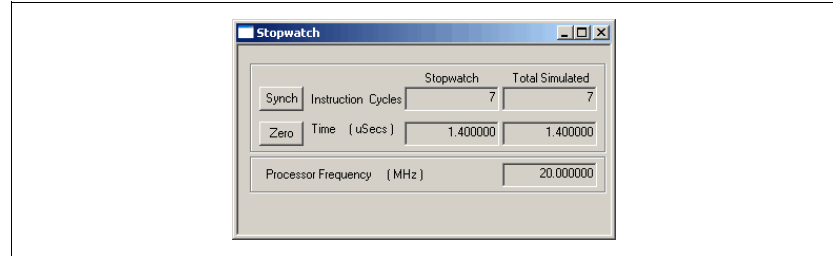 Stopwatch
Stopwatch Total Simulated
Synch Instruction Cycles 7 7
Zero Time (uSecs) 1.400000 1.400000
Processor Frequency (MHz) 20.000000